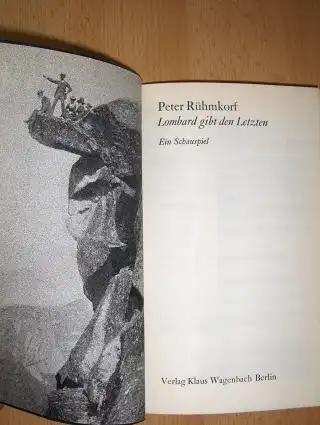 Peter Rühmkorf
Lombard gibt den Letzten
Ein Schauspiel
Verlag Klaus Wagenbach Berlin